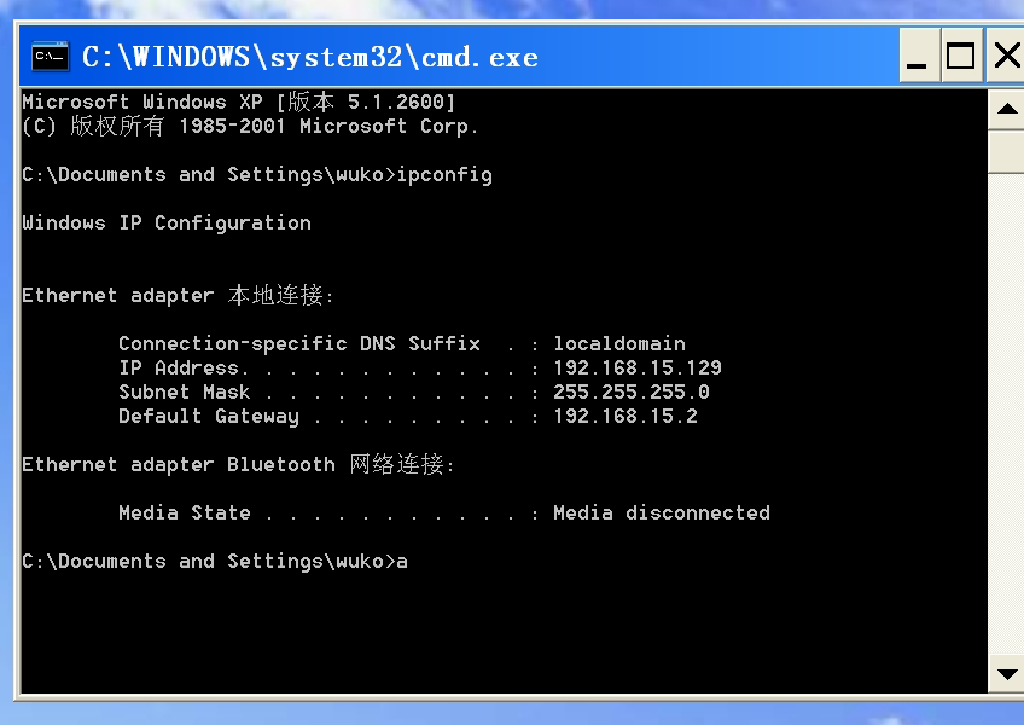 C:\WINDOWS\system32\cmd.exe
Microsoft Windows XP [版本 5.1.2600]
(C) 版权所有 1985-2001 Microsoft Corp.
C:\Documents and Settings\wuko>ipconfig
Windows IP Configuration
Ethernet adapter 本地连接:
Connection-specific DNS Suffix  . : localdomain
IP Address. . . . . . . . . . . . : 192.168.15.129
Subnet Mask . . . . . . . . . . . : 255.255.255.0
Default Gateway . . . . . . . . . : 192.168.15.2
Ethernet adapter Bluetooth 网络连接:
Media State . . . . . . . . . . . : Media disconnected
C:\Documents and Settings\wuko>a